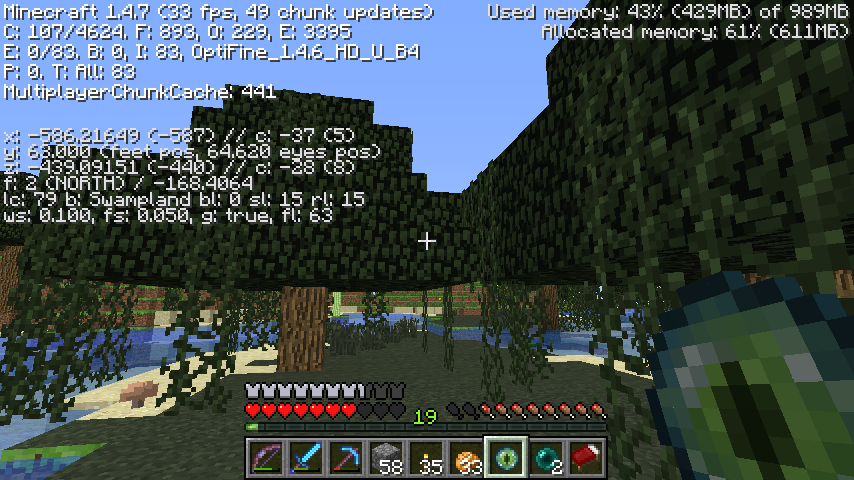 Minecraft 1.4.7 (33 fps, 49 chunk updates)
C: 107/4624, F: 893, O: 229, E: 3395
E: 0/83, B: 0, I: 83, OptiFine_1.4.6_HD_U_B4
P: 0, T: All: 83
MultiplayerChunkCache: 441
Used memory: 43% (429MB) of 989MB
Allocated memory: 61% (611MB)
x: -586.21649 (-587) // c: -37 (5)
y: 63.000 (feet pos, 64.620 eyes pos)
z: -439.09151 (-440) // c: -28 (8)
f: 2 (NORTH) / -168.4064
lc: 79 b: Swampland bl: 0 sl: 15 rl: 15
ws: 0.100, fs: 0.050, g: true, fl: 63
19
58 35 33 2